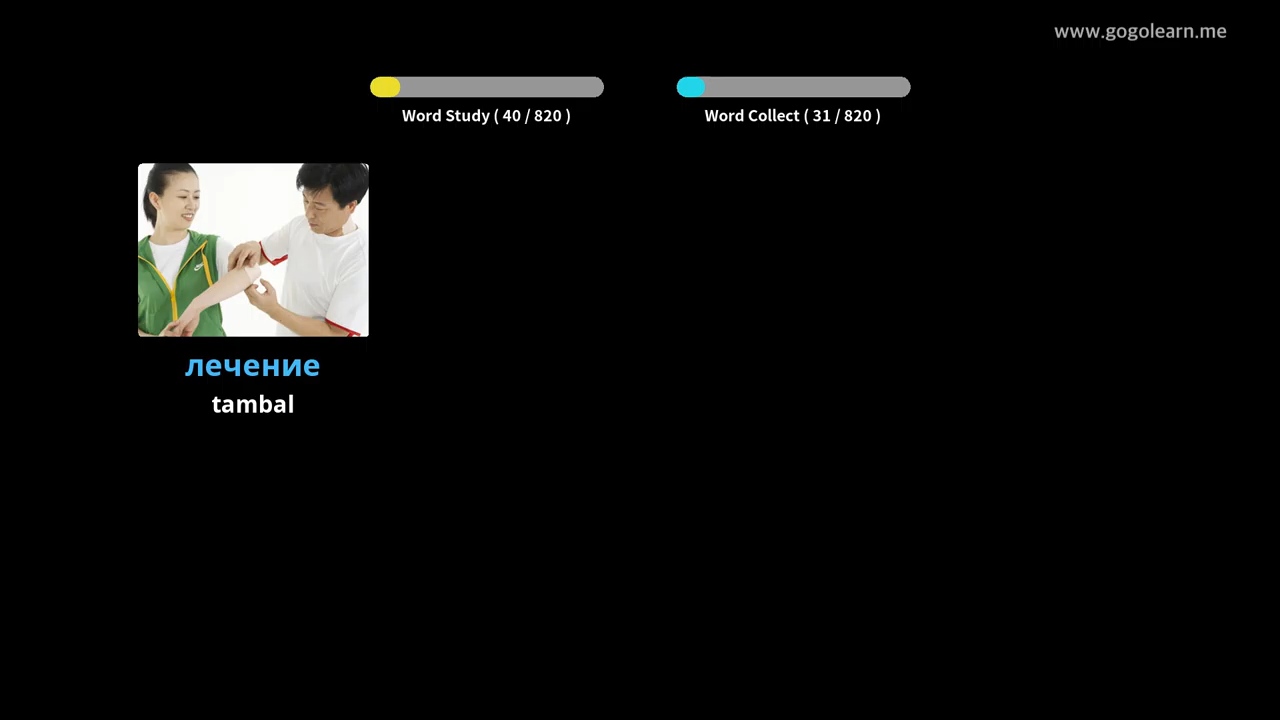 www.gogolearn.me
Word Study ( 40 / 820 )
Word Collect ( 31 / 820 )
лечение
tambal